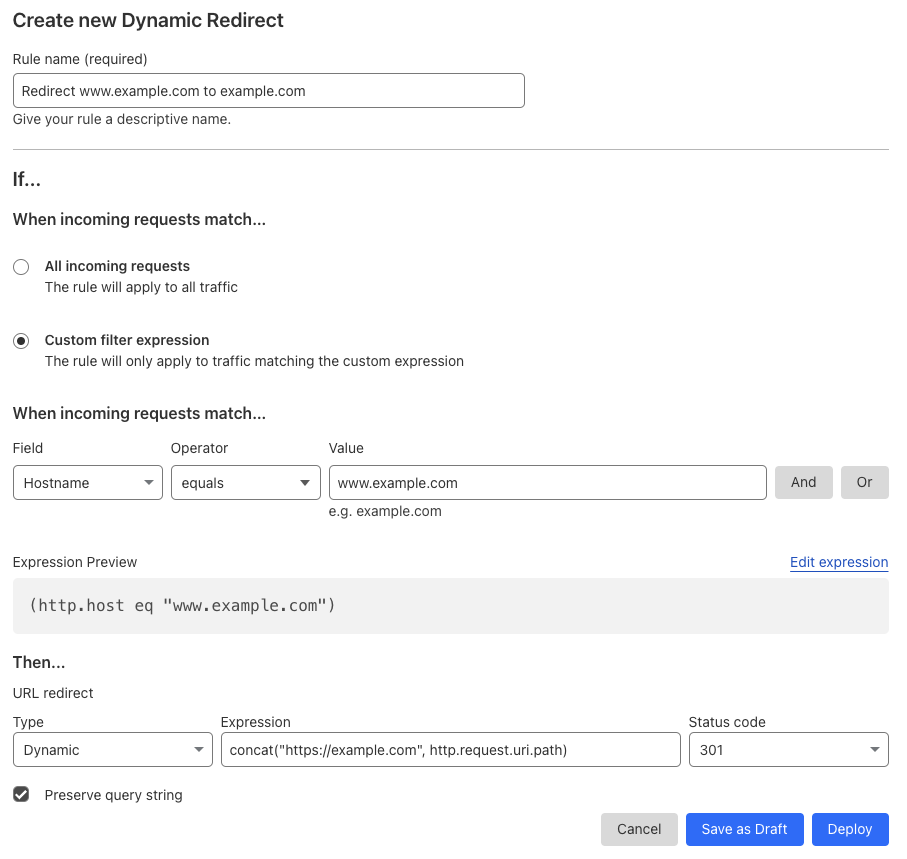 Create new Dynamic Redirect
Rule name (required)
Redirect www.example.com to example.com
Give your rule a descriptive name.
If...
When incoming requests match...
All incoming requests
The rule will apply to all traffic
Custom filter expression
The rule will only apply to traffic matching the custom expression
When incoming requests match...
Field Operator Value
Hostname equals www.example.com And Or
e.g. example.com
Expression Preview Edit expression
(http.host eq "www.example.com")
Then...
URL redirect
Type Expression Status code
Dynamic concat("https://example.com", http.request.uri.path) 301
Preserve query string
Cancel Save as Draft Deploy